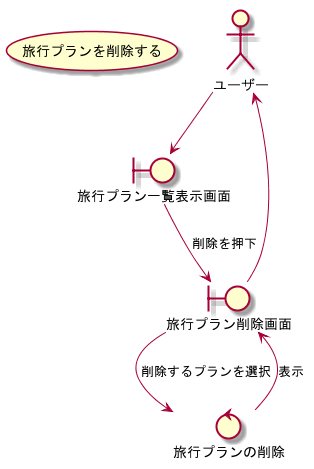 旅行プランを削除する
ユーザー
旅行プラン一覧表示画面
削除を押下
旅行プラン削除画面
削除するプランを選択
表示
旅行プランの削除